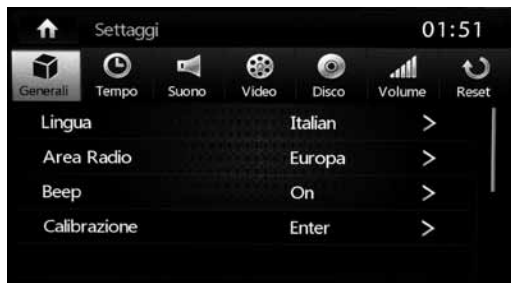 Settaggi 01:51
Generali Tempo Suono Video Disco Volume Reset
Lingua Italian >
Area Radio Europa >
Beep On >
Calibrazione Enter >